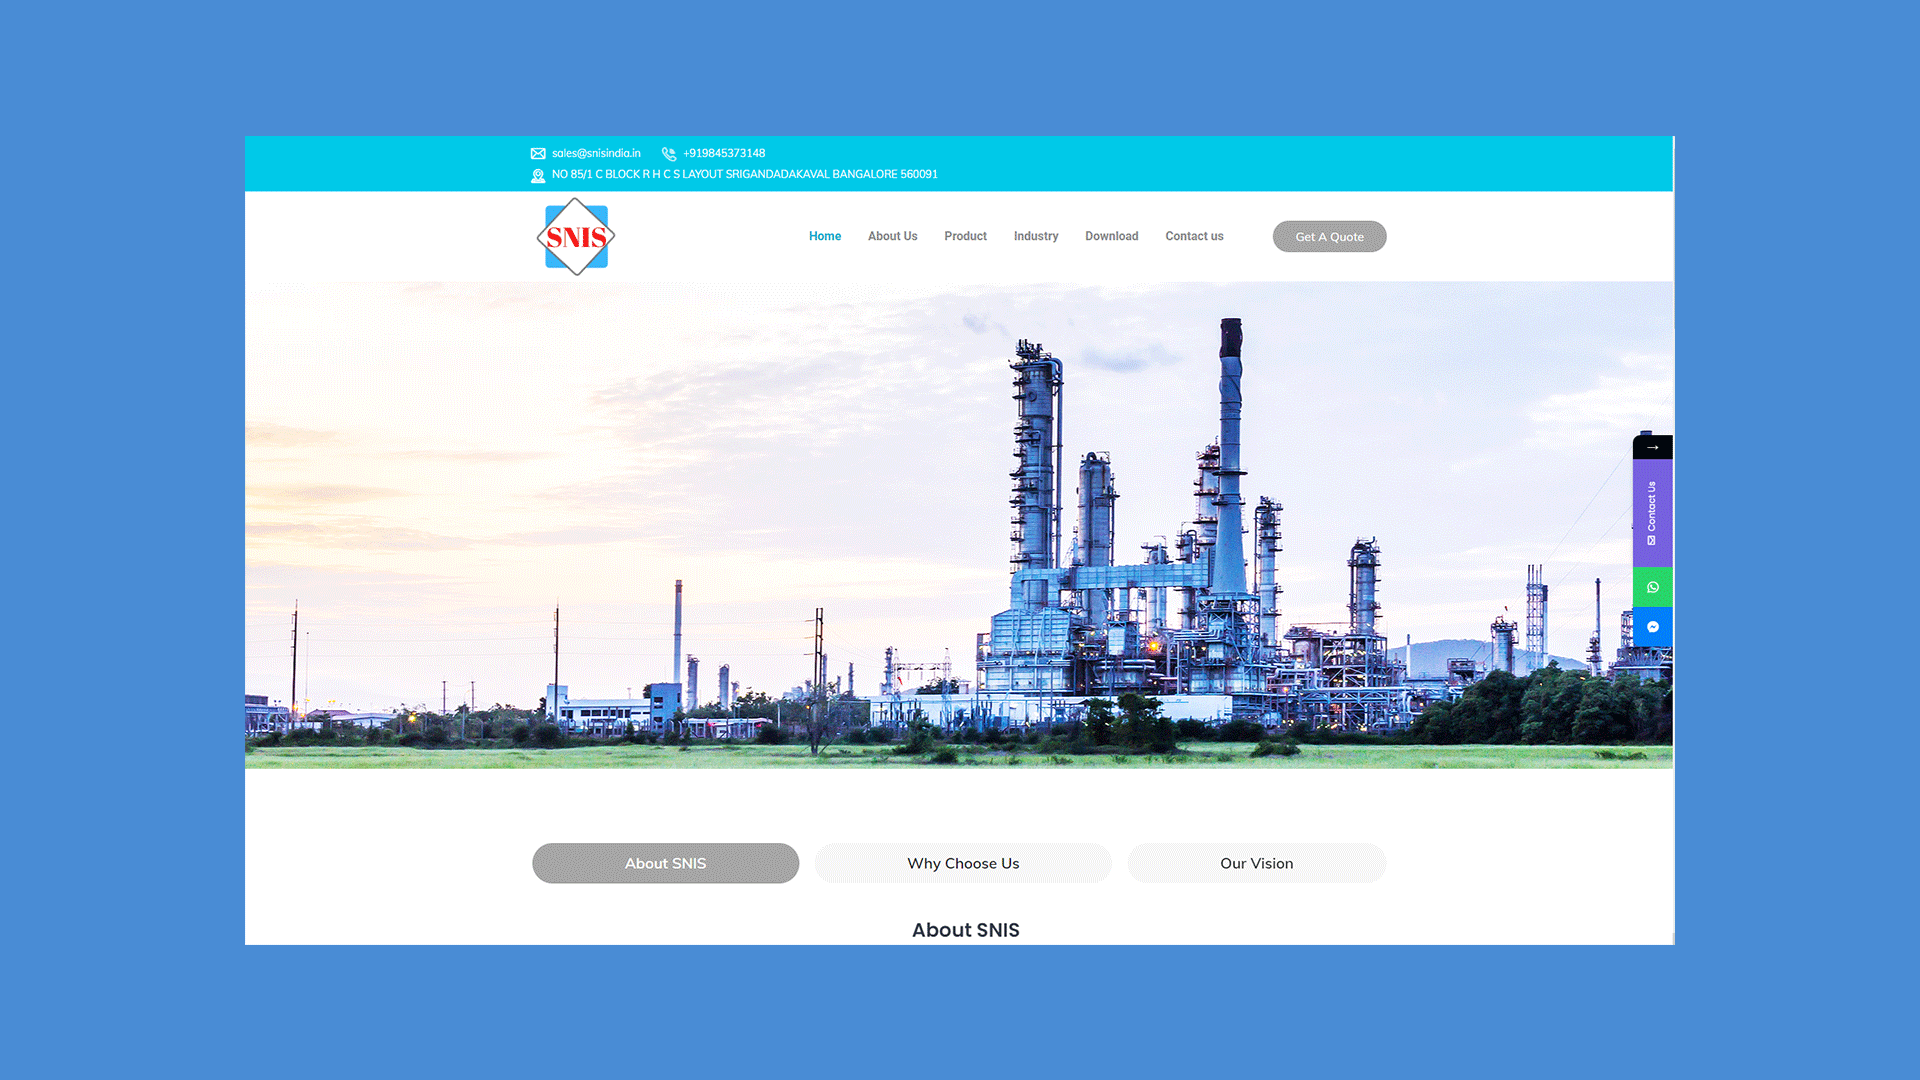 sales@snisindia.in +919845373148
NO 85/1 C BLOCK R H C S LAYOUT SRIGANDADAKAVAL BANGALORE 560091
SNIS
Home About Us Product Industry Download Contact us Get A Quote
Contact Us
About SNIS Why Choose Us Our Vision
About SNIS